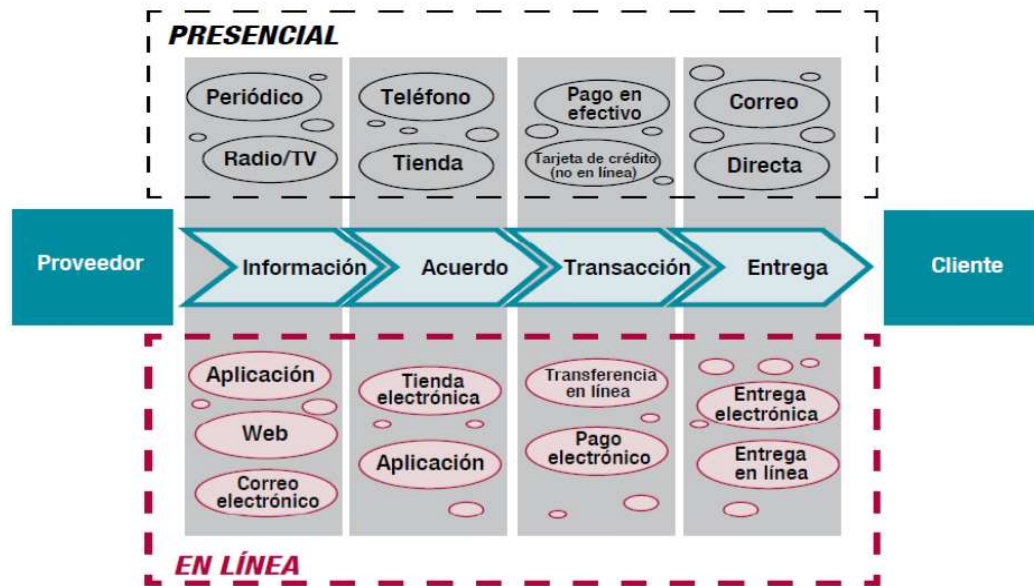 PRESENCIAL
Periódico
Radio/TV
Teléfono
Tienda
Pago en
efectivo
Tarjeta de crédito
(no en línea)
Correo
Directa
Proveedor
Información
Acuerdo
Transacción
Entrega
Cliente
Aplicación
Web
Correo
electrónico
Tienda
electrónica
Aplicación
Transferencia
en línea
Pago
electrónico
Entrega
electrónica
Entrega
en línea
EN LÍNEA